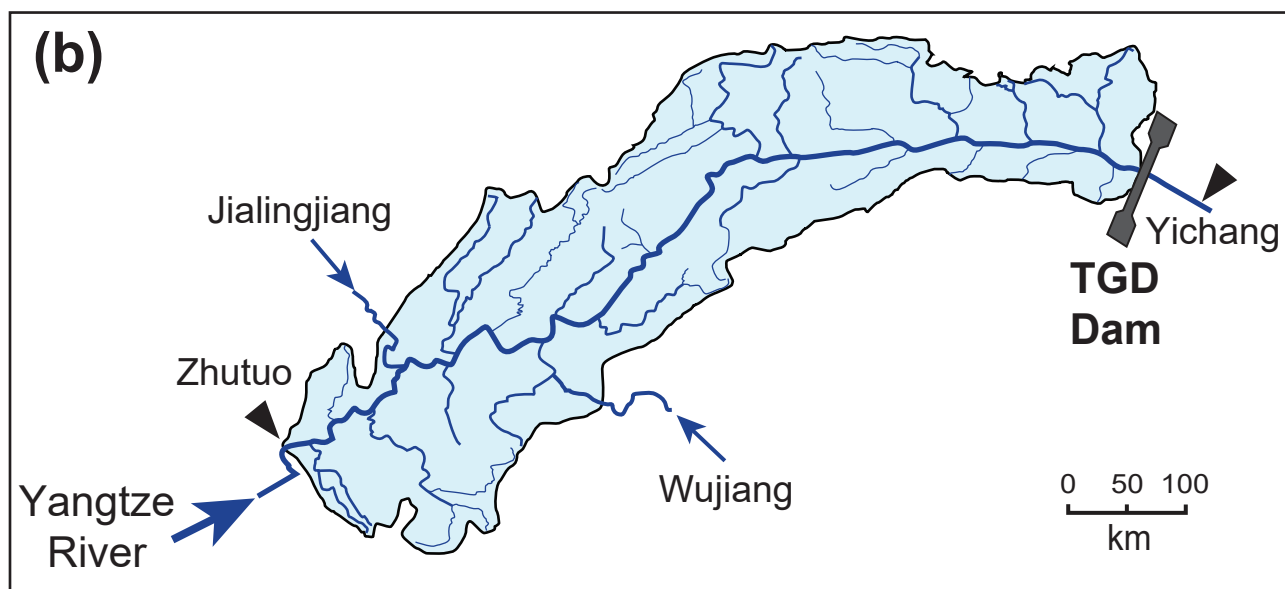 (b)
Jialingjiang
Zhutuo
Yangtze
River
Wujiang
Yichang
TGD
Dam
0 50 100
km